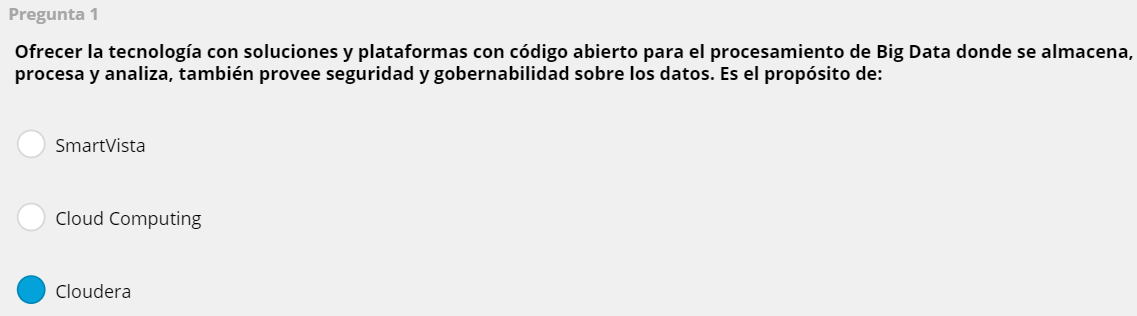 Pregunta 1
Ofrecer la tecnología con soluciones y plataformas con código abierto para el procesamiento de Big Data donde se almacena,
procesa y analiza, también provee seguridad y gobernabilidad sobre los datos. Es el propósito de:
SmartVista
Cloud Computing
Cloudera